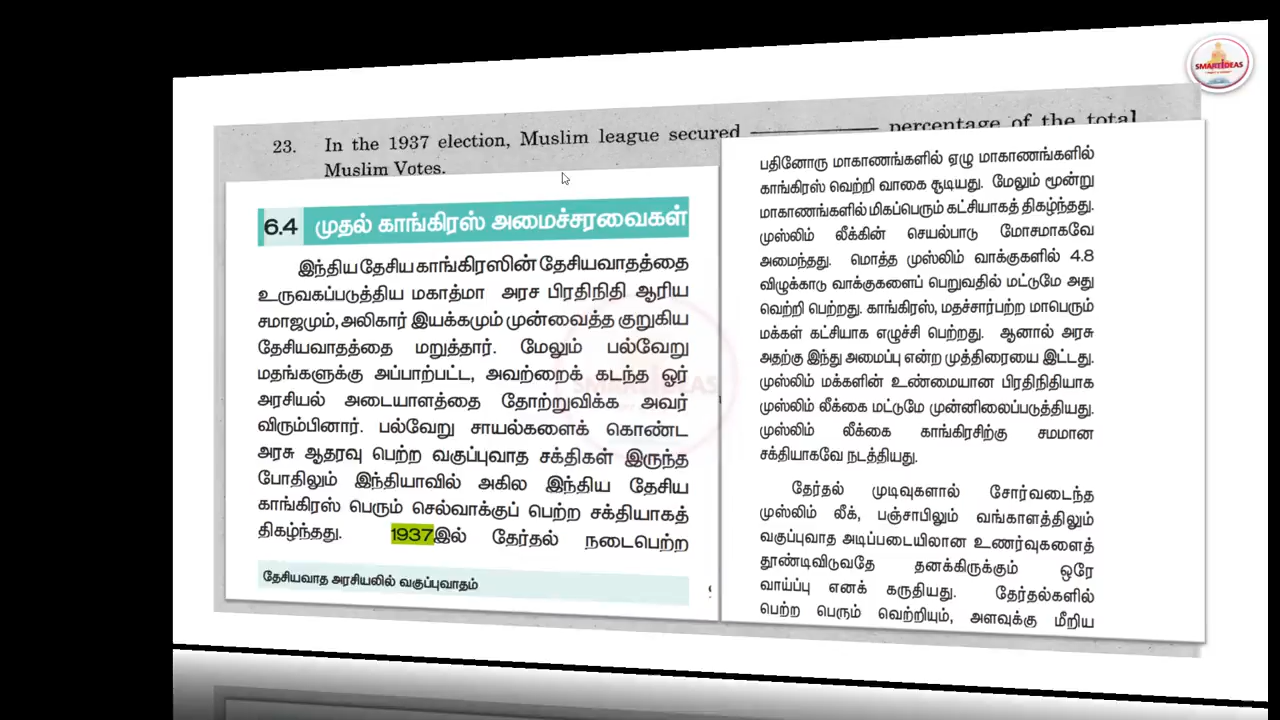 SMART IDEAS
23. In the 1937 election, Muslim league secured ———— percentage of the total
Muslim Votes.
6.4 முதல் காங்கிரஸ் அமைச்சரவைகள்
இந்திய தேசிய காங்கிரஸின் தேசியவாதத்தை
உருவகப்படுத்திய மகாத்மா அரச பிரதிநிதி ஆரிய
சமாஜமும், அலிகார் இயக்கமும் முன்வைத்த குறுகிய
தேசியவாதத்தை மறுத்தார். மேலும் பல்வேறு
மதங்களுக்கு அப்பாற்பட்ட, அவற்றைக் கடந்த ஓர்
அரசியல் அடையாளத்தை தோற்றுவிக்க அவர்
விரும்பினார். பல்வேறு சாயல்களைக் கொண்ட
அரசு ஆதரவு பெற்ற வகுப்புவாத சக்திகள் இருந்த
போதிலும் இந்தியாவில் அகில இந்திய தேசிய
காங்கிரஸ் பெரும் செல்வாக்குப் பெற்ற சக்தியாகத்
திகழ்ந்தது. 1937இல் தேர்தல் நடைபெற்ற
தேசியவாத அரசியலில் வகுப்புவாதம்
பதினோரு மாகாணங்களில் ஏழு மாகாணங்களில்
காங்கிரஸ் வெற்றி வாகை சூடியது. மேலும் மூன்று
மாகாணங்களில் மிகப்பெரும் கட்சியாகத் திகழ்ந்தது.
முஸ்லிம் லீக்கின் செயல்பாடு மோசமாகவே
அமைந்தது. மொத்த முஸ்லிம் வாக்குகளில் 4.8
விழுக்காடு வாக்குகளைப் பெறுவதில் மட்டுமே அது
வெற்றி பெற்றது. காங்கிரஸ், மதச்சார்பற்ற மாபெரும்
மக்கள் கட்சியாக எழுச்சி பெற்றது. ஆனால் அரசு
அதற்கு இந்து அமைப்பு என்ற முத்திரையை இட்டது.
முஸ்லிம் மக்களின் உண்மையான பிரதிநிதியாக
முஸ்லிம் லீக்கை மட்டுமே முன்னிலைப்படுத்தியது.
முஸ்லிம் லீக்கை காங்கிரசிற்கு சமமான
சக்தியாகவே நடத்தியது.
தேர்தல் முடிவுகளால் சோர்வடைந்த
முஸ்லிம் லீக், பஞ்சாபிலும் வங்காளத்திலும்
வகுப்புவாத அடிப்படையிலான உணர்வுகளைத்
தூண்டிவிடுவதே தனக்கிருக்கும் ஒரே
வாய்ப்பு எனக் கருதியது. தேர்தல்களில்
பெற்ற பெரும் வெற்றியும், அளவுக்கு மீறிய